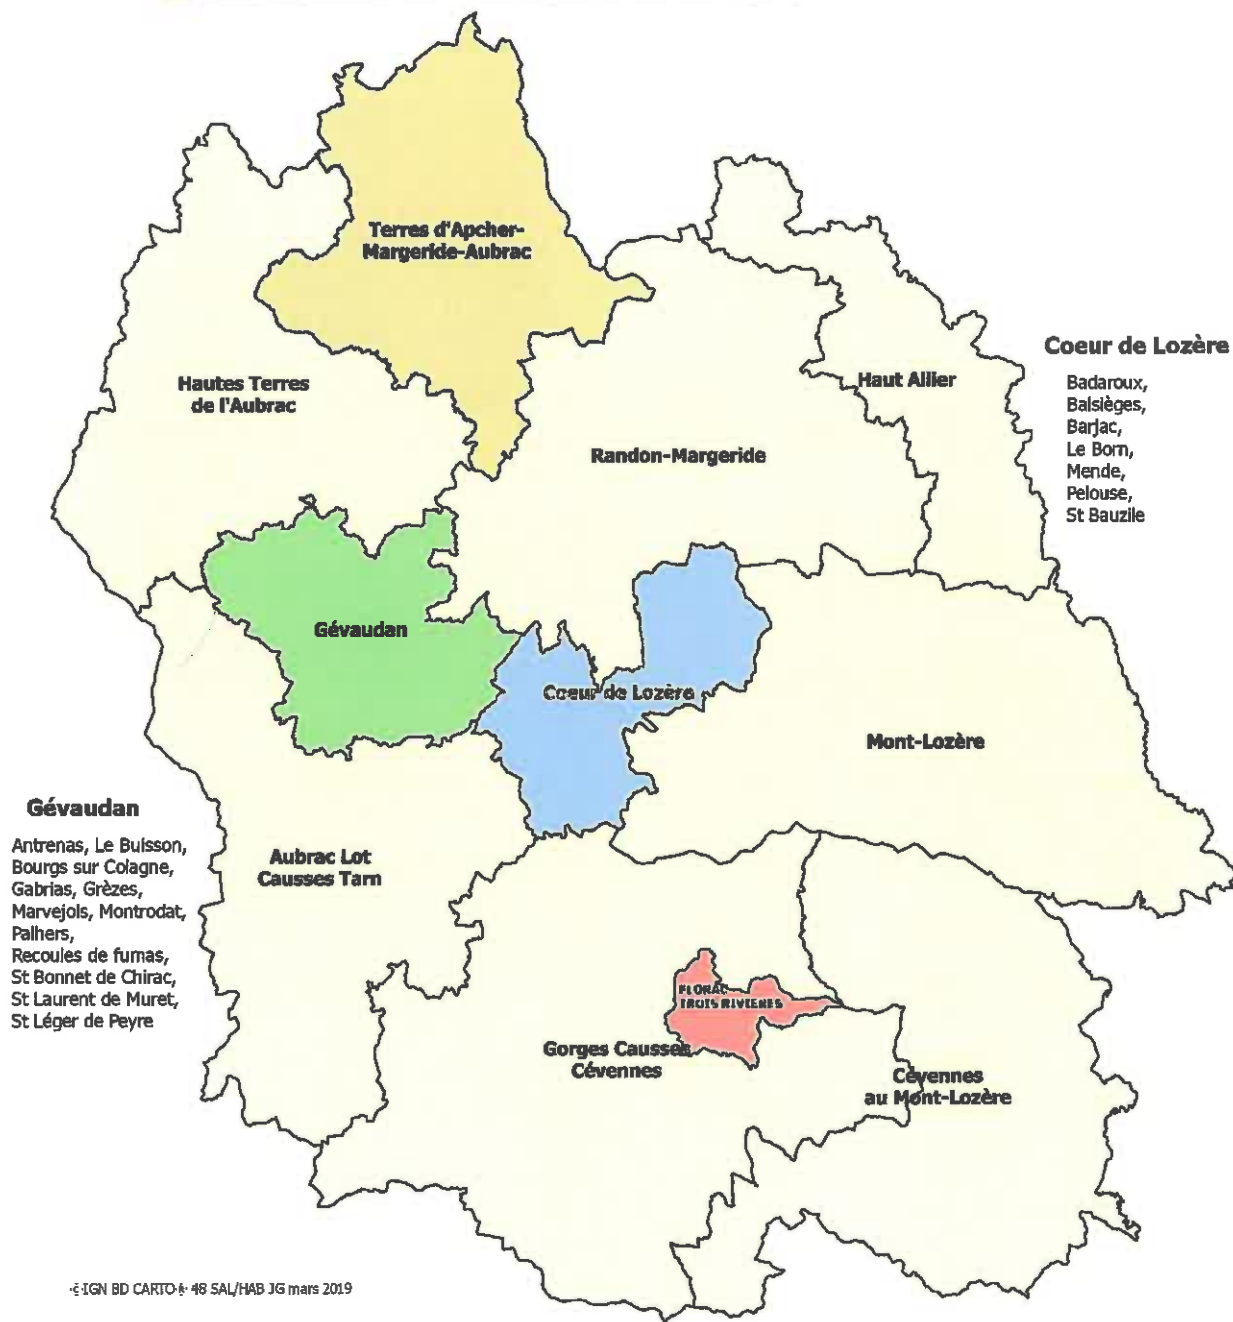 Terres d'Apcher-
Margeride-Aubrac
Coeur de Lozère
Badaroux,
Balsièges,
Barjac,
Le Born,
Mende,
Pelouse,
St Bauzile
Hautes Terres
de l'Aubrac
Haut Allier
Randon-Margeride
Gévaudan
Coeur de Lozère
Mont-Lozère
Gévaudan
Antrenas, Le Buisson,
Bourgs sur Colagne,
Gabrias, Grèzes,
Marvejols, Montrodat,
Palhers,
Recoules de fumas,
St Bonnet de Chirac,
St Laurent de Muret,
St Léger de Peyre
Aubrac Lot
Causses Tarn
FLORAC
TROIS RIVIERES
Gorges Causses
Cévennes
Cévennes
au Mont-Lozère
IGN BD CARTO 48 SAL/HAB JG mars 2019